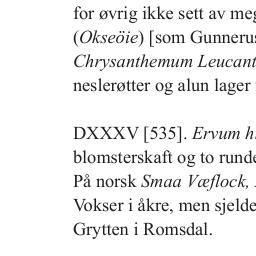 for øvrig ikke sett av meg
(Okseöie) [som Gunnerus
Chrysanthemum Leucant
neslerøtter og alun lager
DXXXV [535]. Ervum h
blomsterskaft og to runde
På norsk Smaa Væflock,
Vokser i åkre, men sjelde
Grytten i Romsdal.